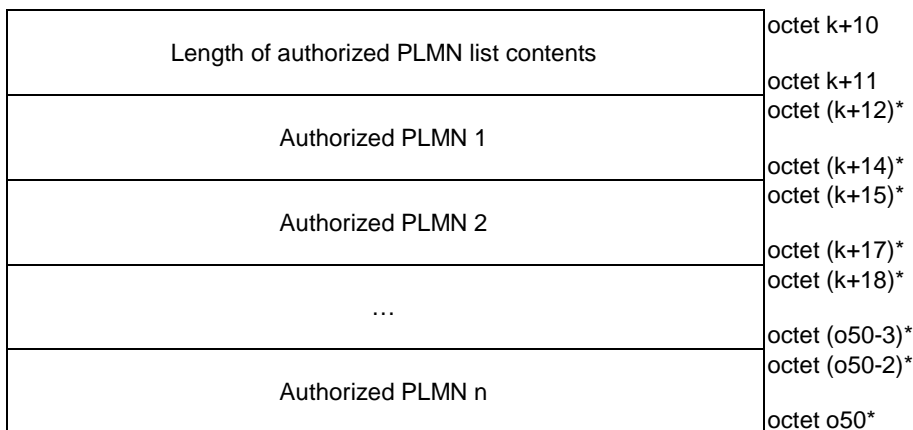 octet k+10
Length of authorized PLMN list contents
octet k+11
octet (k+12)*
Authorized PLMN 1
octet (k+14)*
octet (k+15)*
Authorized PLMN 2
octet (k+17)*
octet (k+18)*
…
octet (o50-3)*
octet (o50-2)*
Authorized PLMN n
octet o50*